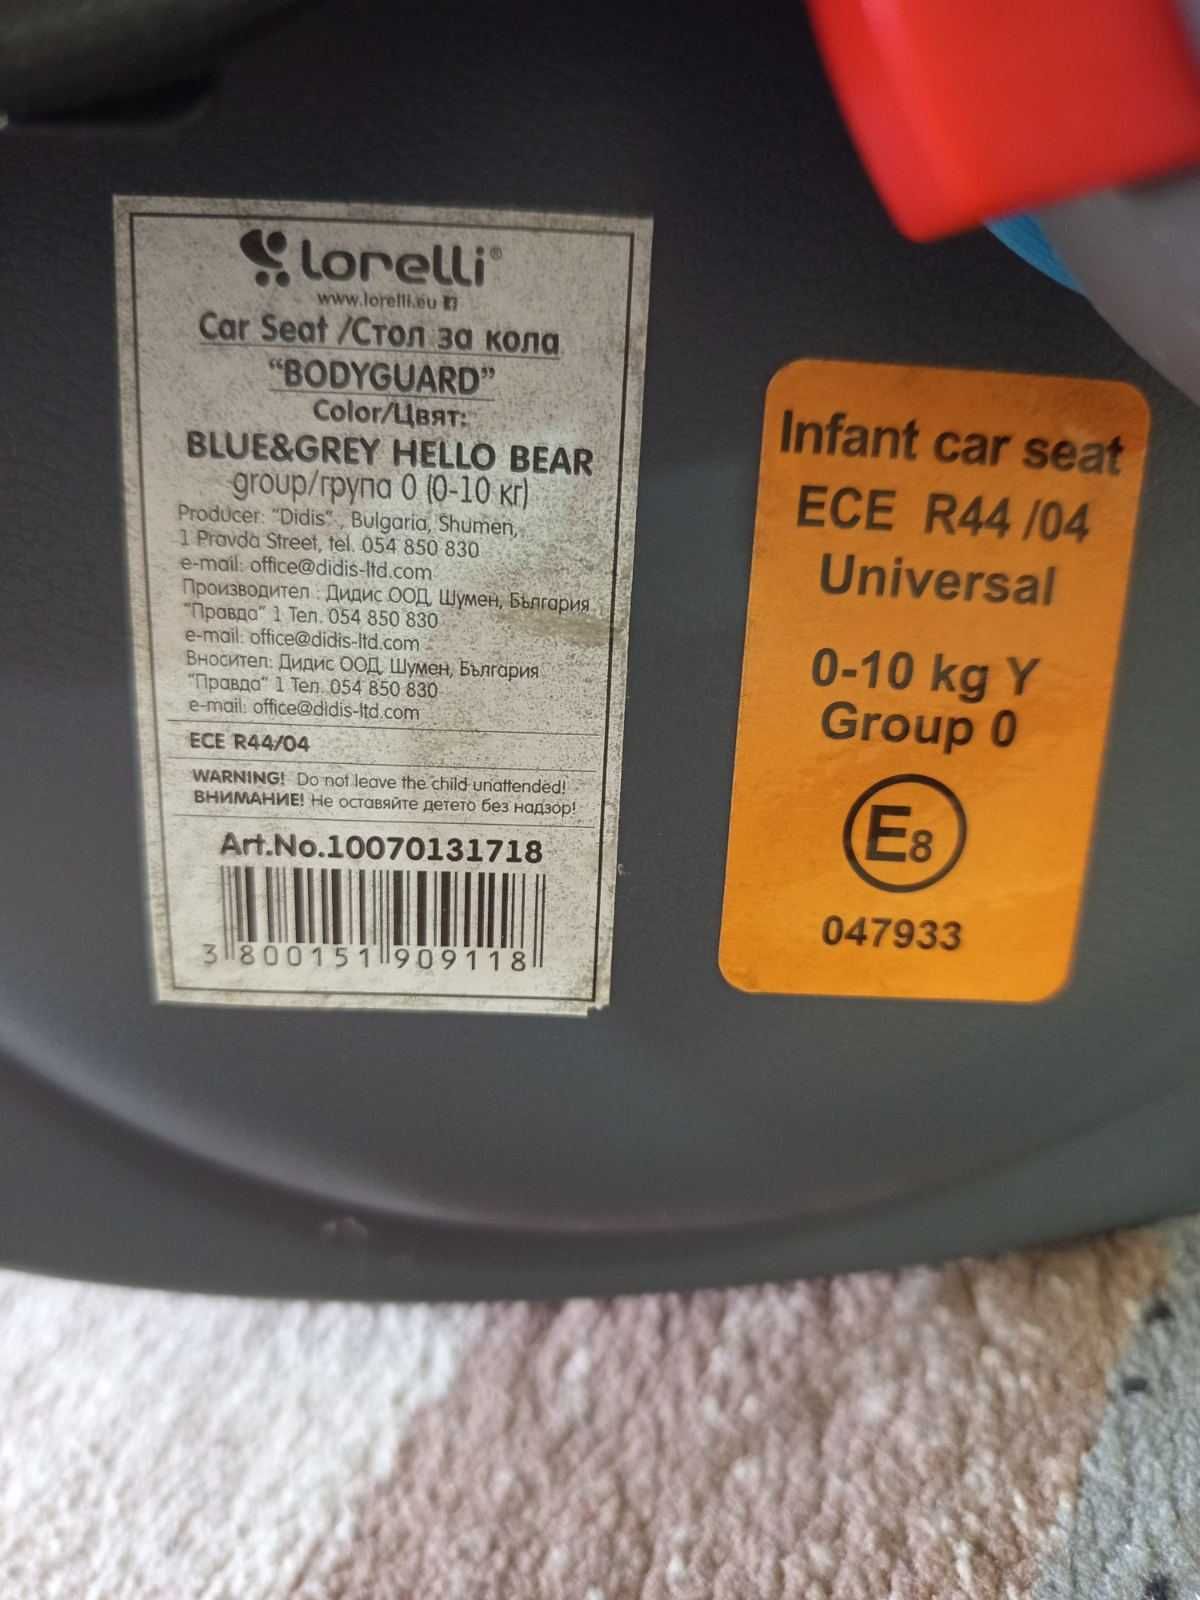 lorelli®
www.lorelli.eu
Car Seat /Стол за кола
“BODYGUARD”
Color/Цвят:
BLUE&GREY HELLO BEAR
group/група 0 (0-10 кг)
Producer: “Didis” , Bulgaria, Shumen,
1 Pravda Street, tel. 054 850 830
e-mail: office@didis-ltd.com
Производител : Дидис ООД, Шумен, България
“Правда” 1 Тел. 054 850 830
e-mail: office@didis-ltd.com
Вносител: Дидис ООД, Шумен, България
“Правда” 1 Тел. 054 850 830
e-mail: office@didis-ltd.com
ECE R44/04
WARNING! Do not leave the child unattended!
ВНИМАНИЕ! Не оставяйте детето без надзор!
Art.No.10070131718
3 800151 909118
Infant car seat
ECE R44 /04
Universal
0-10 kg Y
Group 0
E8
047933